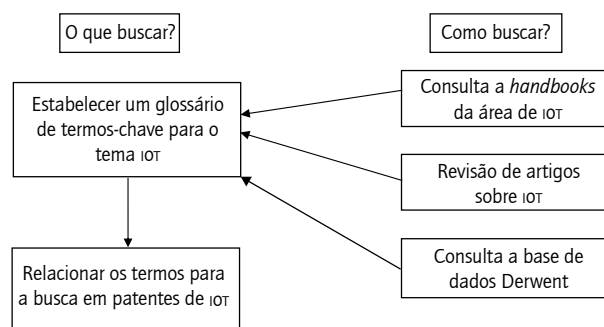 O que buscar?
Como buscar?
Estabelecer um glossário
de termos-chave para o
tema IOT
Consulta a handbooks
da área de IOT
Revisão de artigos
sobre IOT
Relacionar os termos para
a busca em patentes de IOT
Consulta a base de
dados Derwent